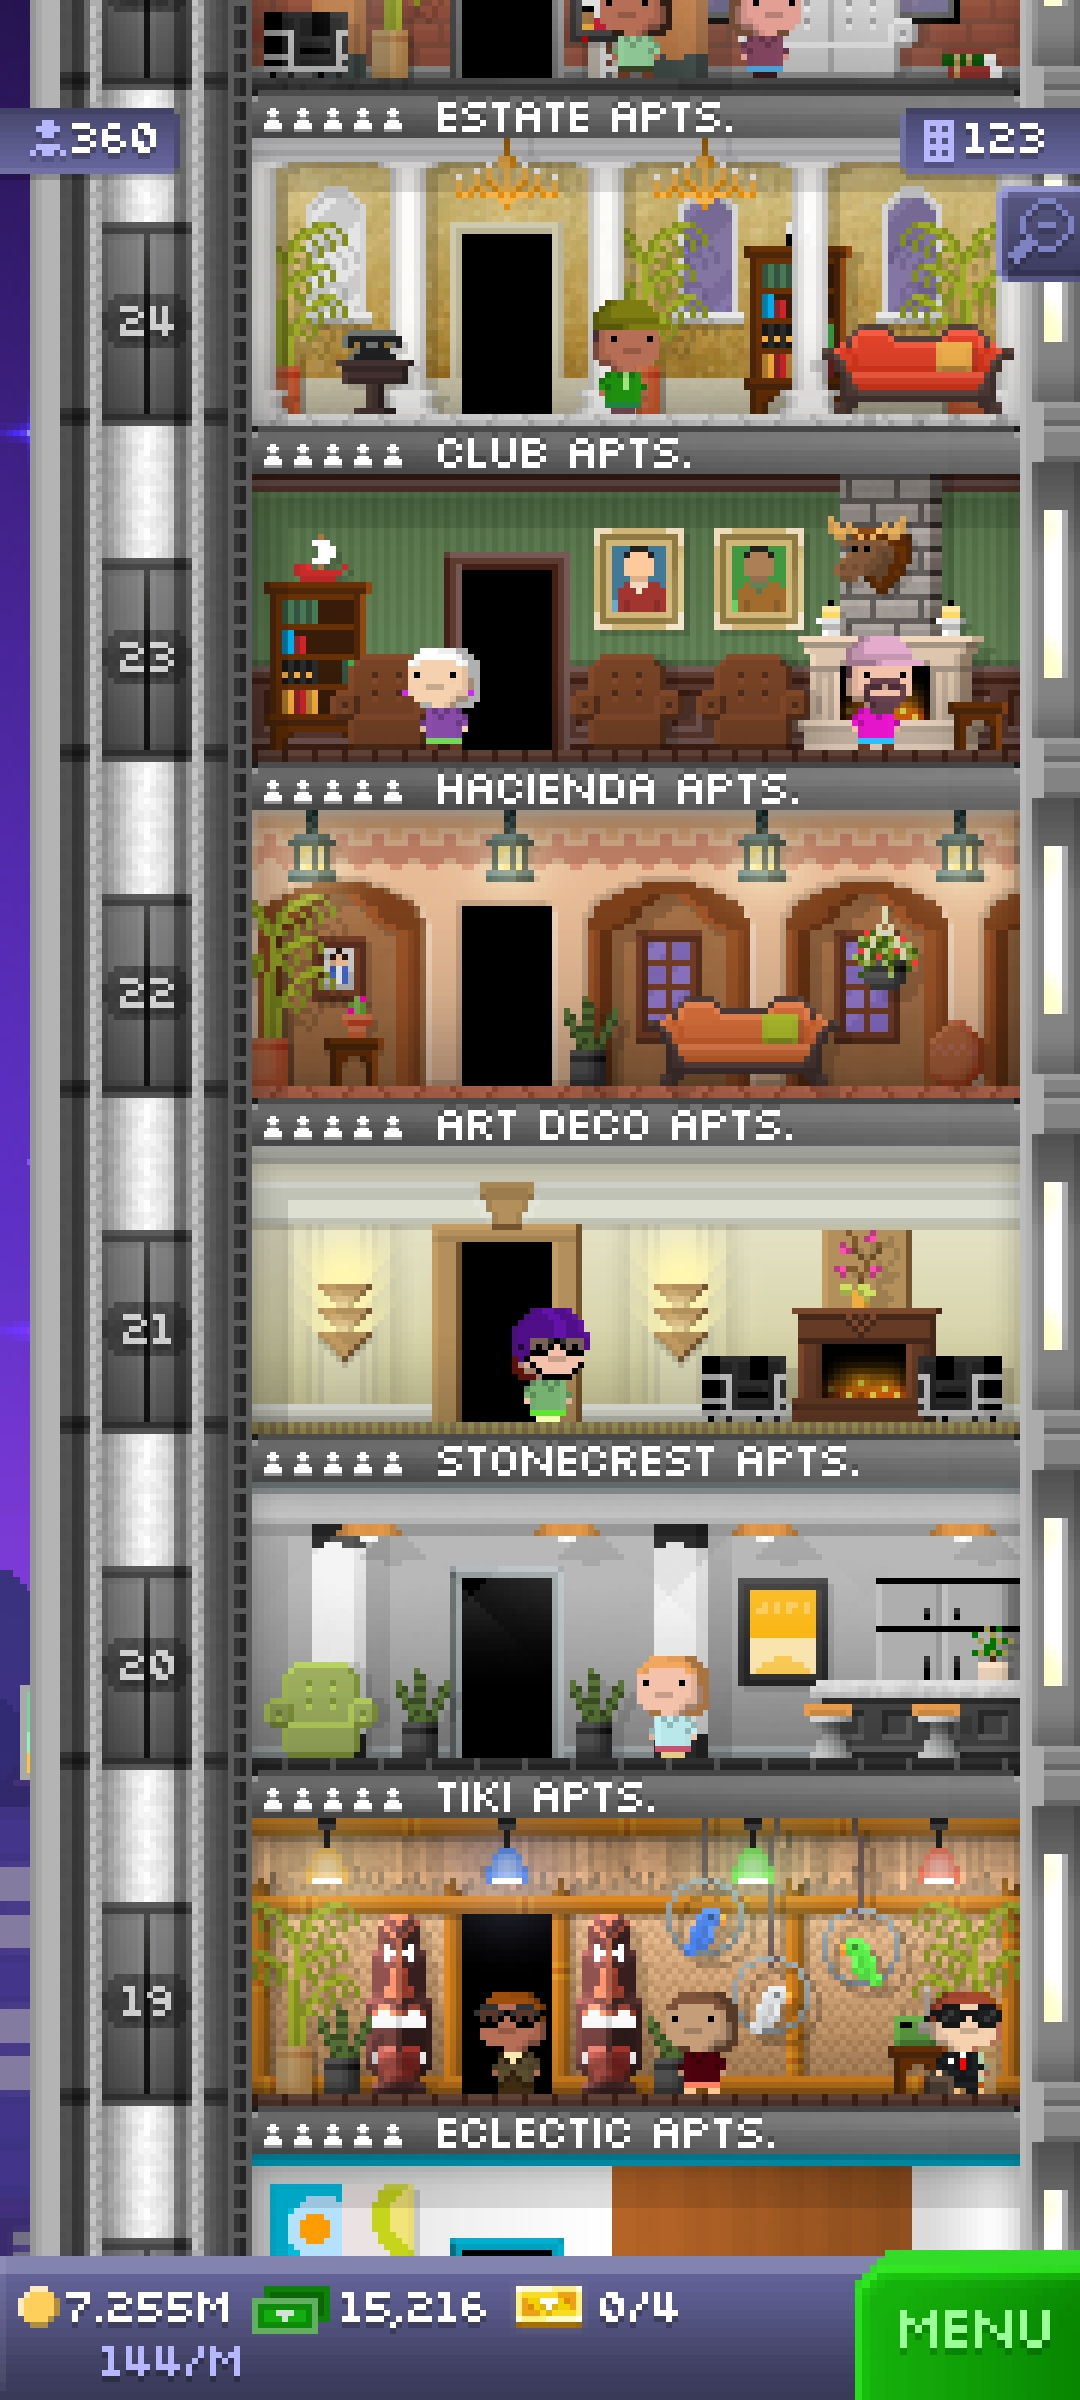 ESTATE APTS.
360
123
24
CLUB APTS.
23
HACIENDA APTS.
22
ART DECO APTS.
21
STONECREST APTS.
20
TIKI APTS.
19
ECLECTIC APTS.
7.255M
15,216
0/4
144/M
MENU